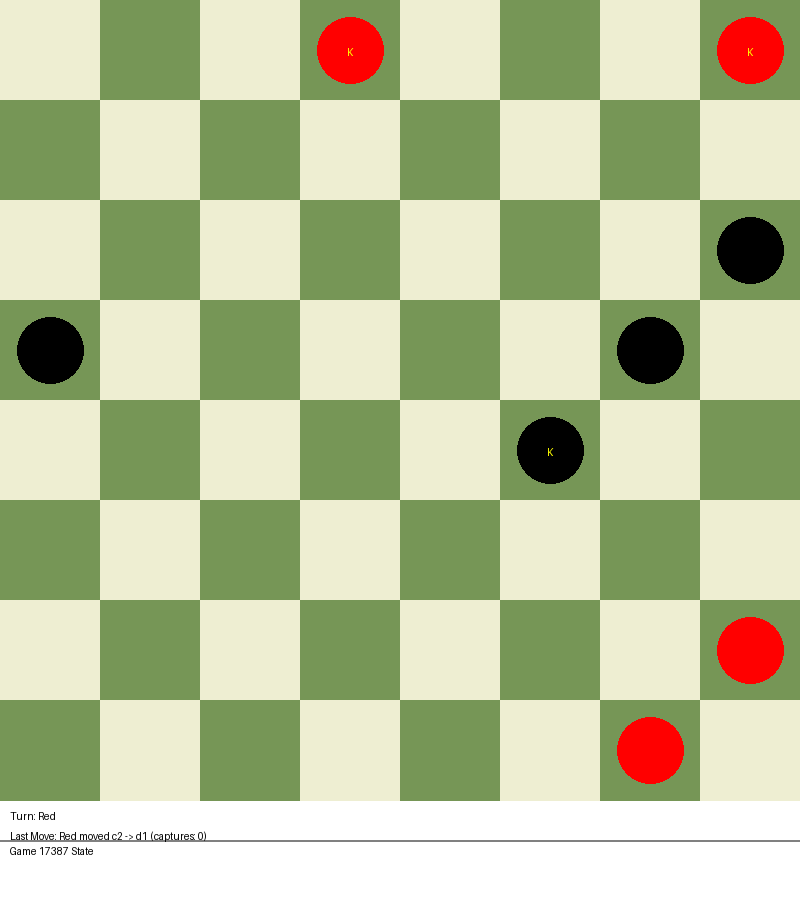 K K
K
Turn: Red
Last Move: Red moved c2 -> d1 (captures: 0)
Game 17387 State